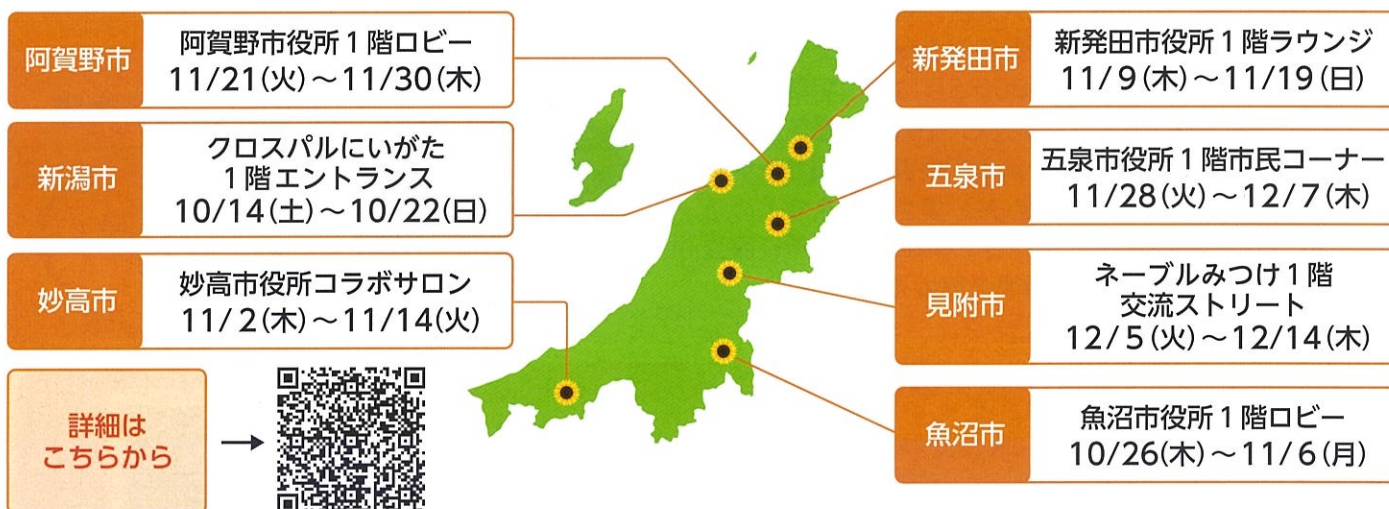 阿賀野市
阿賀野市役所1階ロビー
11/21(火)～11/30(木)
新潟市
クロスパルにいがた
1階エントランス
10/14(土)～10/22(日)
妙高市
妙高市役所コラボサロン
11/2(木)～11/14(火)
詳細は
こちらから
新発田市
新発田市役所1階ラウンジ
11/9(木)～11/19(日)
五泉市
五泉市役所1階市民コーナー
11/28(火)～12/7(木)
見附市
ネーブルみつけ1階
交流ストリート
12/5(火)～12/14(木)
魚沼市
魚沼市役所1階ロビー
10/26(木)～11/6(月)